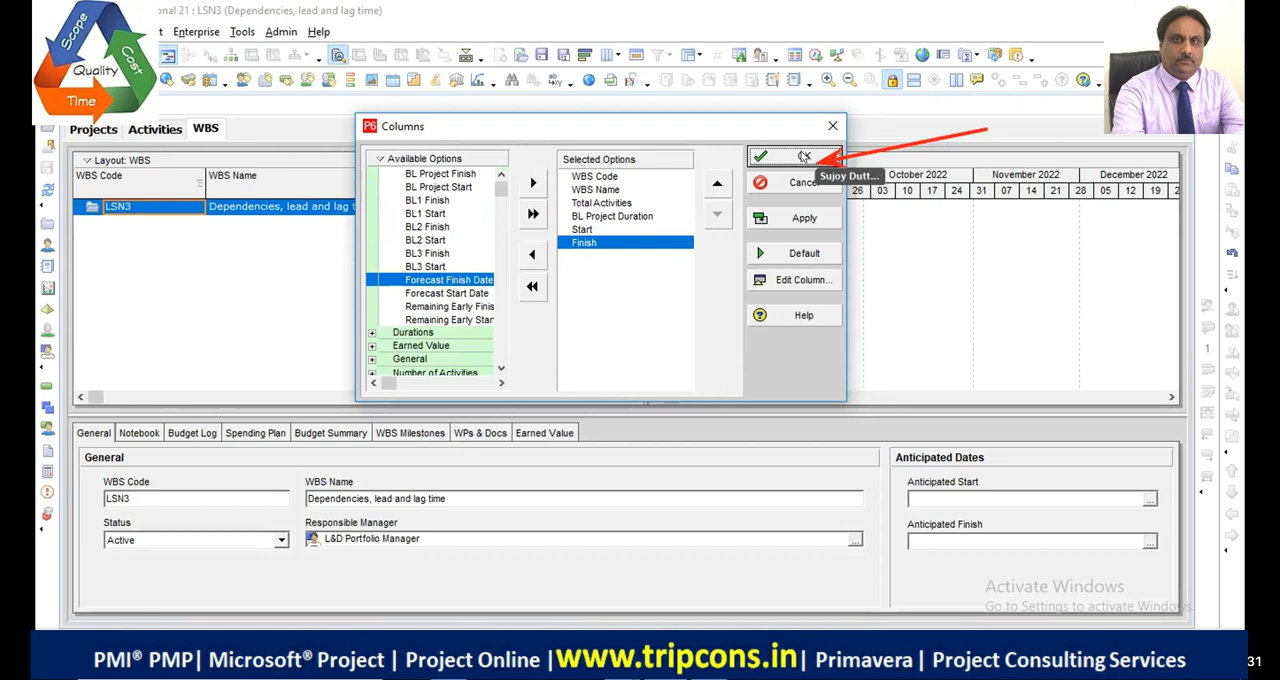 onal 21 : LSN3 (Dependencies, lead and lag time)
Scope
Cost
Quality
Time
t Enterprise Tools Admin Help
Projects Activities WBS
Layout: WBS
WBS Code WBS Name
LSN3 Dependencies, lead and lag t
P6 Columns
Available Options
BL Project Finish
BL Project Start
BL1 Finish
BL1 Start
BL2 Finish
BL2 Start
BL3 Finish
BL3 Start
Forecast Finish Date
Forecast Start Date
Remaining Early Finis
Remaining Early Start
Durations
Earned Value
General
Number of Activities
Selected Options
WBS Code
WBS Name
Total Activities
BL Project Duration
Start
Finish
Sujoy Dutt...
Cancel
Apply
Default
Edit Column...
Help
October 2022 November 2022 December 2022
26 03 10 17 24 31 07 14 21 28 05 12 19 2
1
General Notebook Budget Log Spending Plan Budget Summary WBS Milestones WPs & Docs Earned Value
General
WBS Code WBS Name
LSN3 Dependencies, lead and lag time
Status Responsible Manager
Active L&D Portfolio Manager
Anticipated Dates
Anticipated Start
Anticipated Finish
Activate Windows
Go to Settings to activate Windows.
PMI® PMP| Microsoft® Project | Project Online |www.tripcons.in| Primavera | Project Consulting Services
31